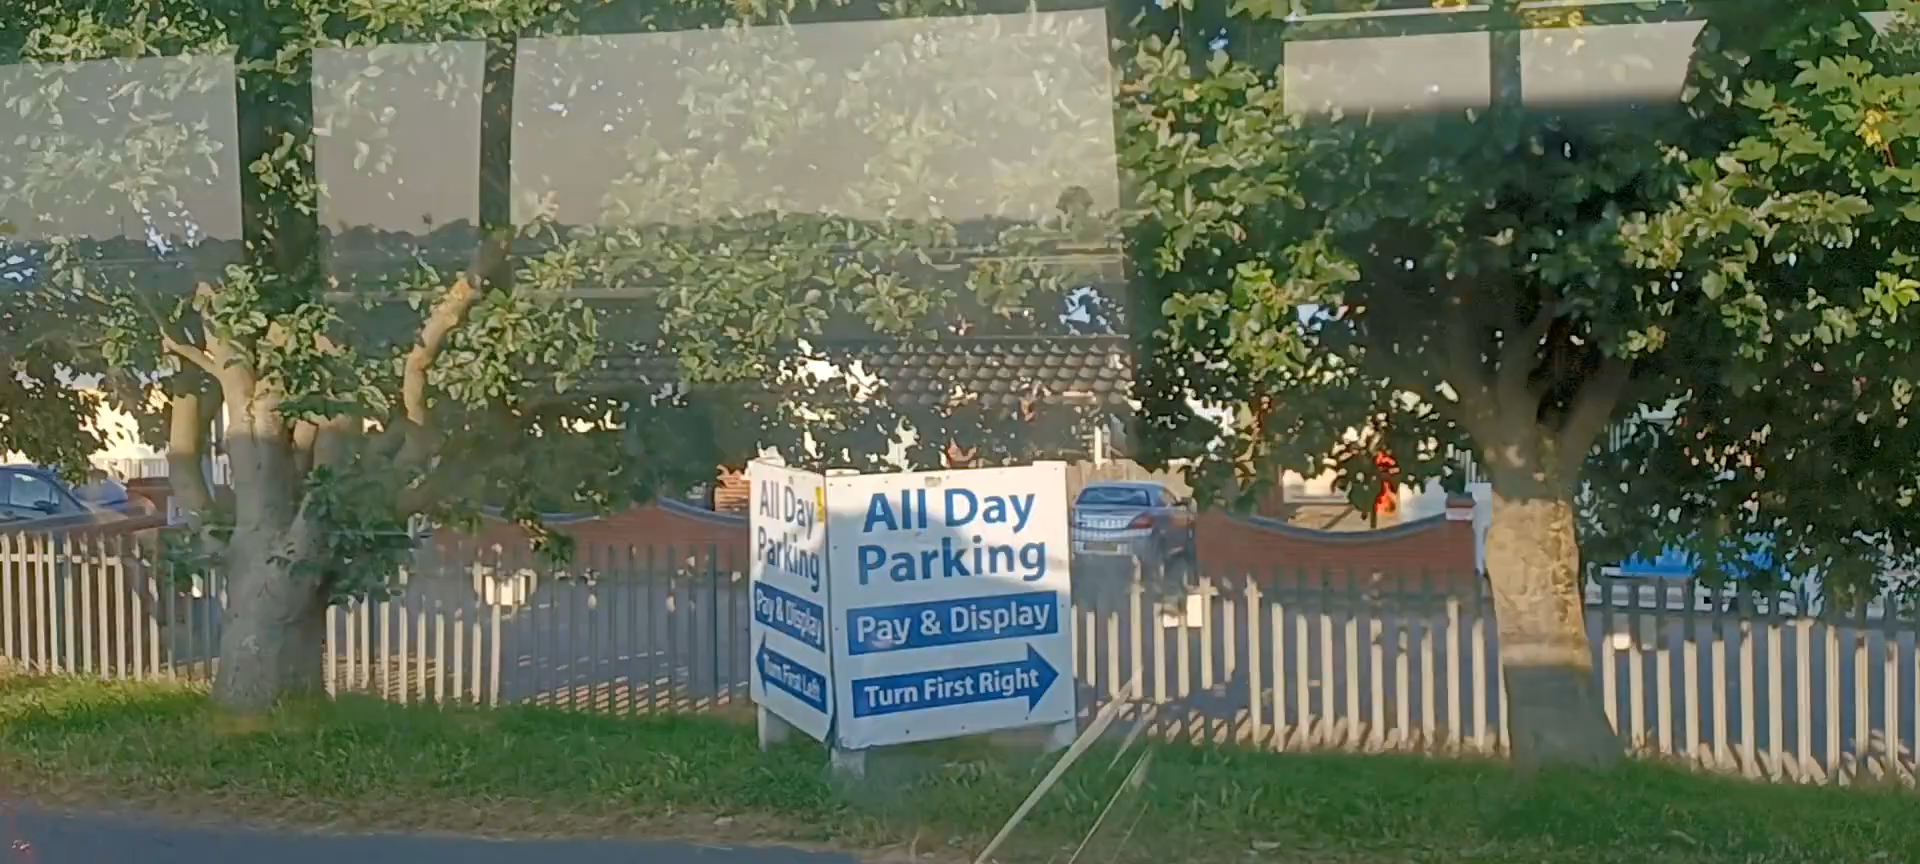 All Day
Parking
Pay & Display
Turn First Left
All Day
Parking
Pay & Display
Turn First Right